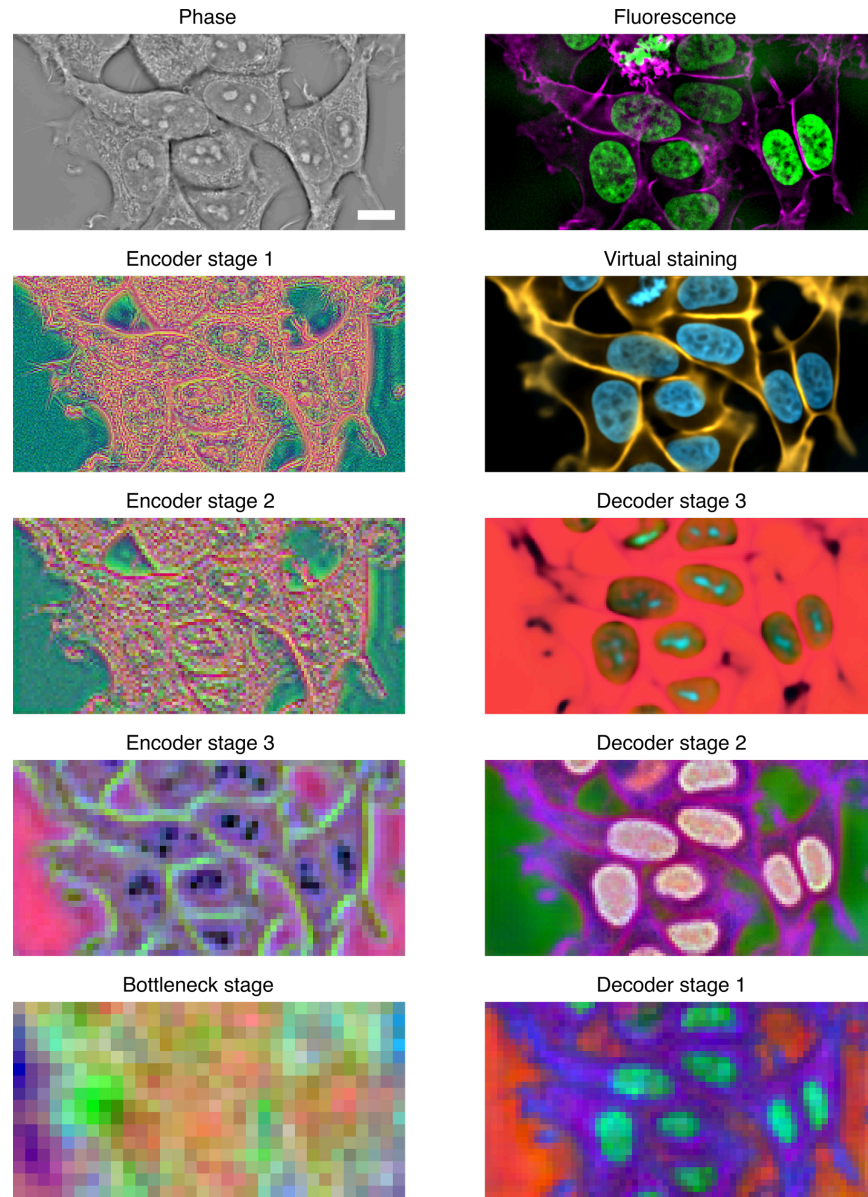 Phase
Fluorescence
Encoder stage 1
Virtual staining
Encoder stage 2
Decoder stage 3
Encoder stage 3
Decoder stage 2
Bottleneck stage
Decoder stage 1